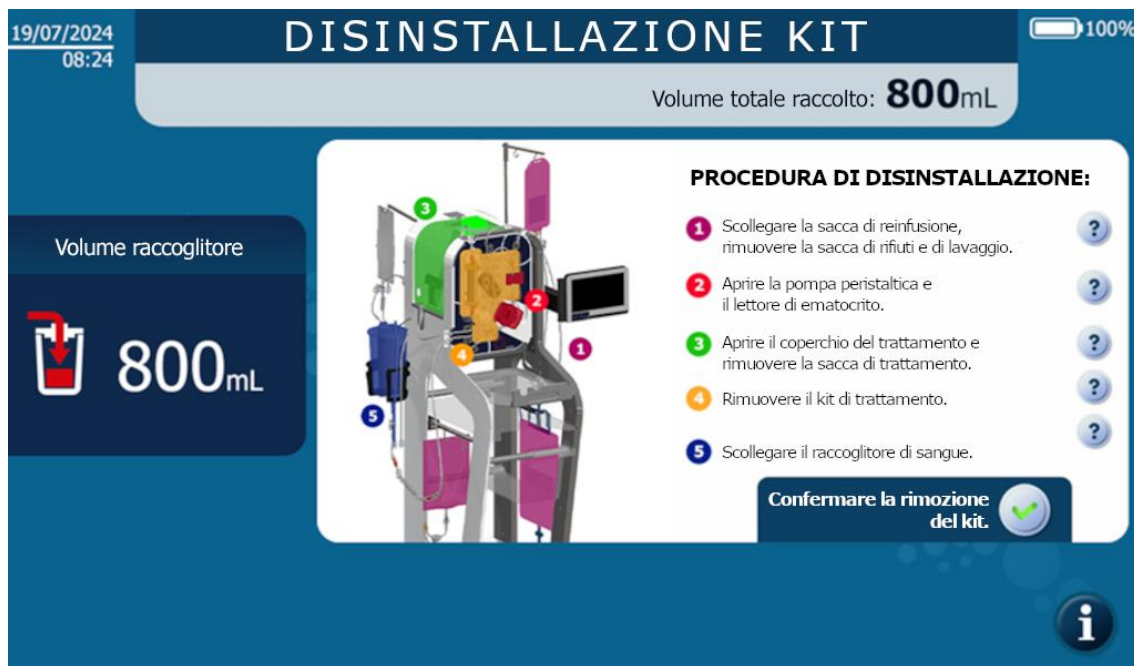 19/07/2024
08:24
DISINSTALLAZIONE KIT
100%
Volume totale raccolto: 800mL
Volume raccoglitore
800mL
PROCEDURA DI DISINSTALLAZIONE:
1 Scollegare la sacca di reinfusione,
rimuovere la sacca di rifiuti e di lavaggio.
?
2 Aprire la pompa peristaltica e
il lettore di ematocrito.
?
3 Aprire il coperchio del trattamento e
rimuovere la sacca di trattamento.
?
4 Rimuovere il kit di trattamento.
?
5 Scollegare il raccoglitore di sangue.
?
3
2
1
4
5
Confermare la rimozione
del kit.
i